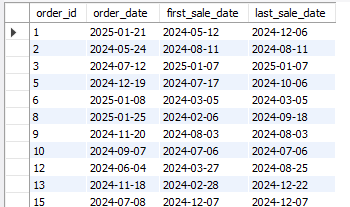 order_id order_date first_sale_date last_sale_date
1 2025-01-21 2024-05-12 2024-12-06
2 2024-05-24 2024-08-11 2024-08-11
3 2024-07-12 2025-01-07 2025-01-07
5 2024-12-19 2024-07-17 2024-10-06
6 2025-01-08 2024-03-05 2024-03-05
8 2025-01-25 2024-02-06 2024-09-18
9 2024-11-20 2024-08-03 2024-08-03
10 2024-09-07 2024-07-06 2024-07-06
12 2024-06-04 2024-03-27 2024-08-25
13 2024-11-18 2024-02-28 2024-12-22
15 2024-07-08 2024-12-07 2024-12-07